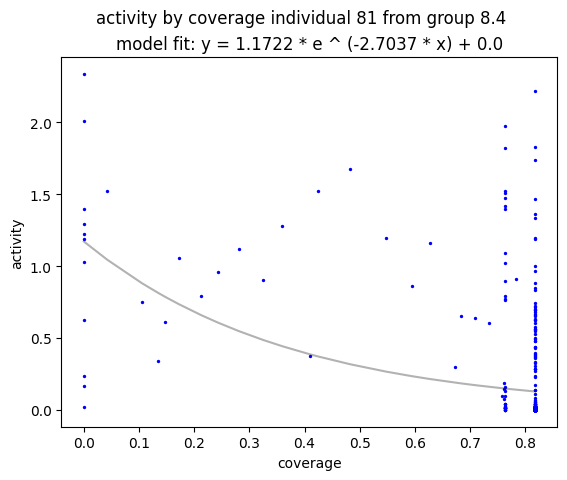 activity by coverage individual 81 from group 8.4
model fit: y = 1.1722 * e ^ (-2.7037 * x) + 0.0
2.0
1.5
1.0
0.5
0.0
activity
0.0 0.1 0.2 0.3 0.4 0.5 0.6 0.7 0.8
coverage